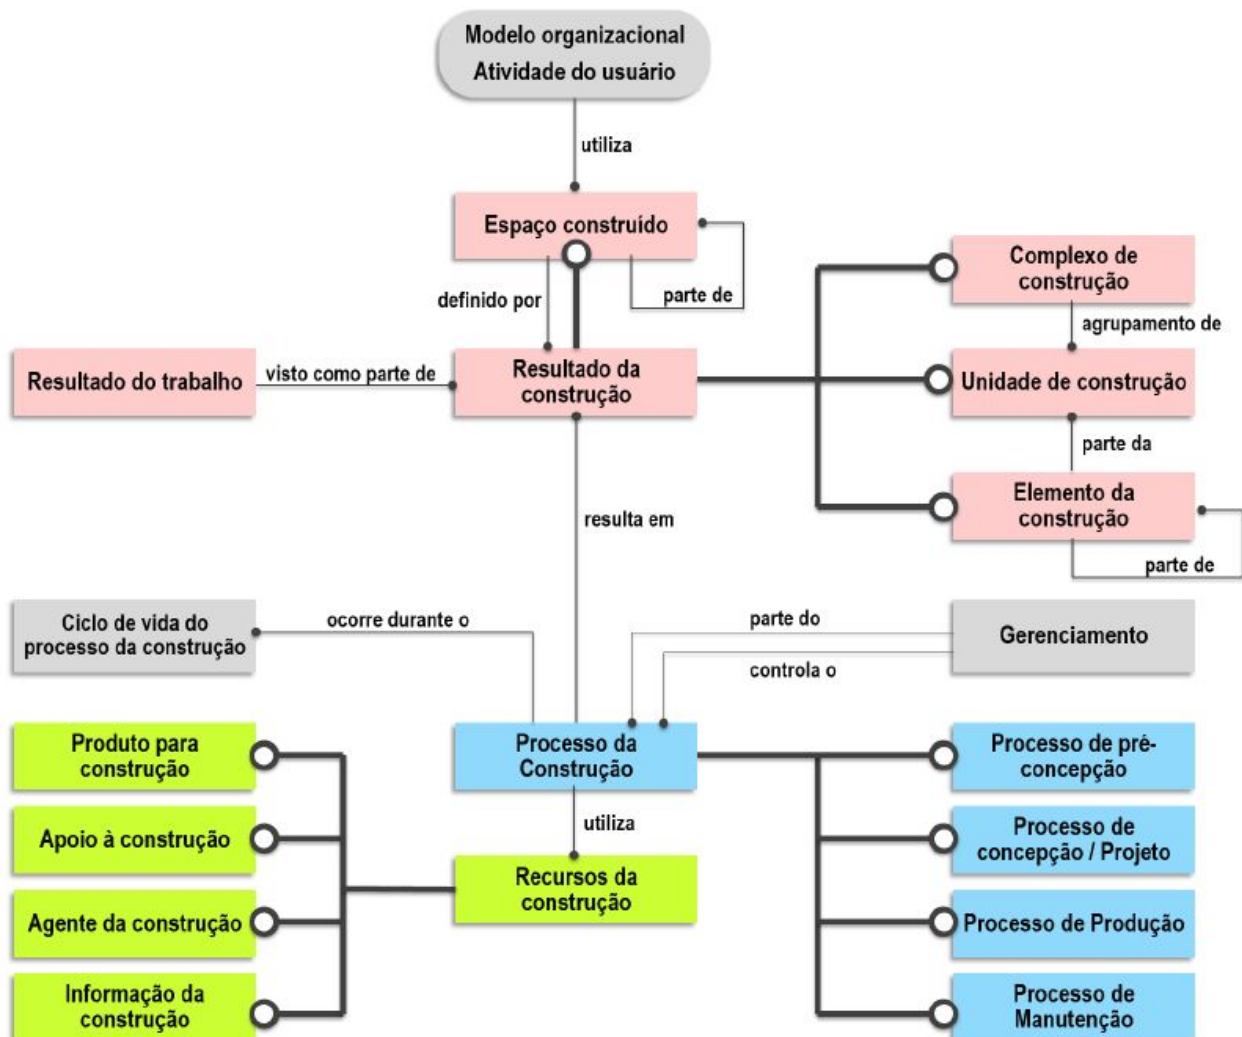 Modelo organizacional
Atividade do usuário
utiliza
Espaço construído
definido por
parte de
Complexo de
construção
agrupamento de
Resultado do trabalho
visto como parte de
Resultado da
construção
Unidade de construção
parte da
Elemento da
construção
parte de
resulta em
Ciclo de vida do
processo da construção
ocorre durante o
parte do
controla o
Gerenciamento
Produto para
construção
Processo da
Construção
Processo de pré-
concepção
utiliza
Apoio à construção
Processo de
concepção / Projeto
Recursos da
construção
Agente da construção
Processo de Produção
Informação da
construção
Processo de
Manutenção